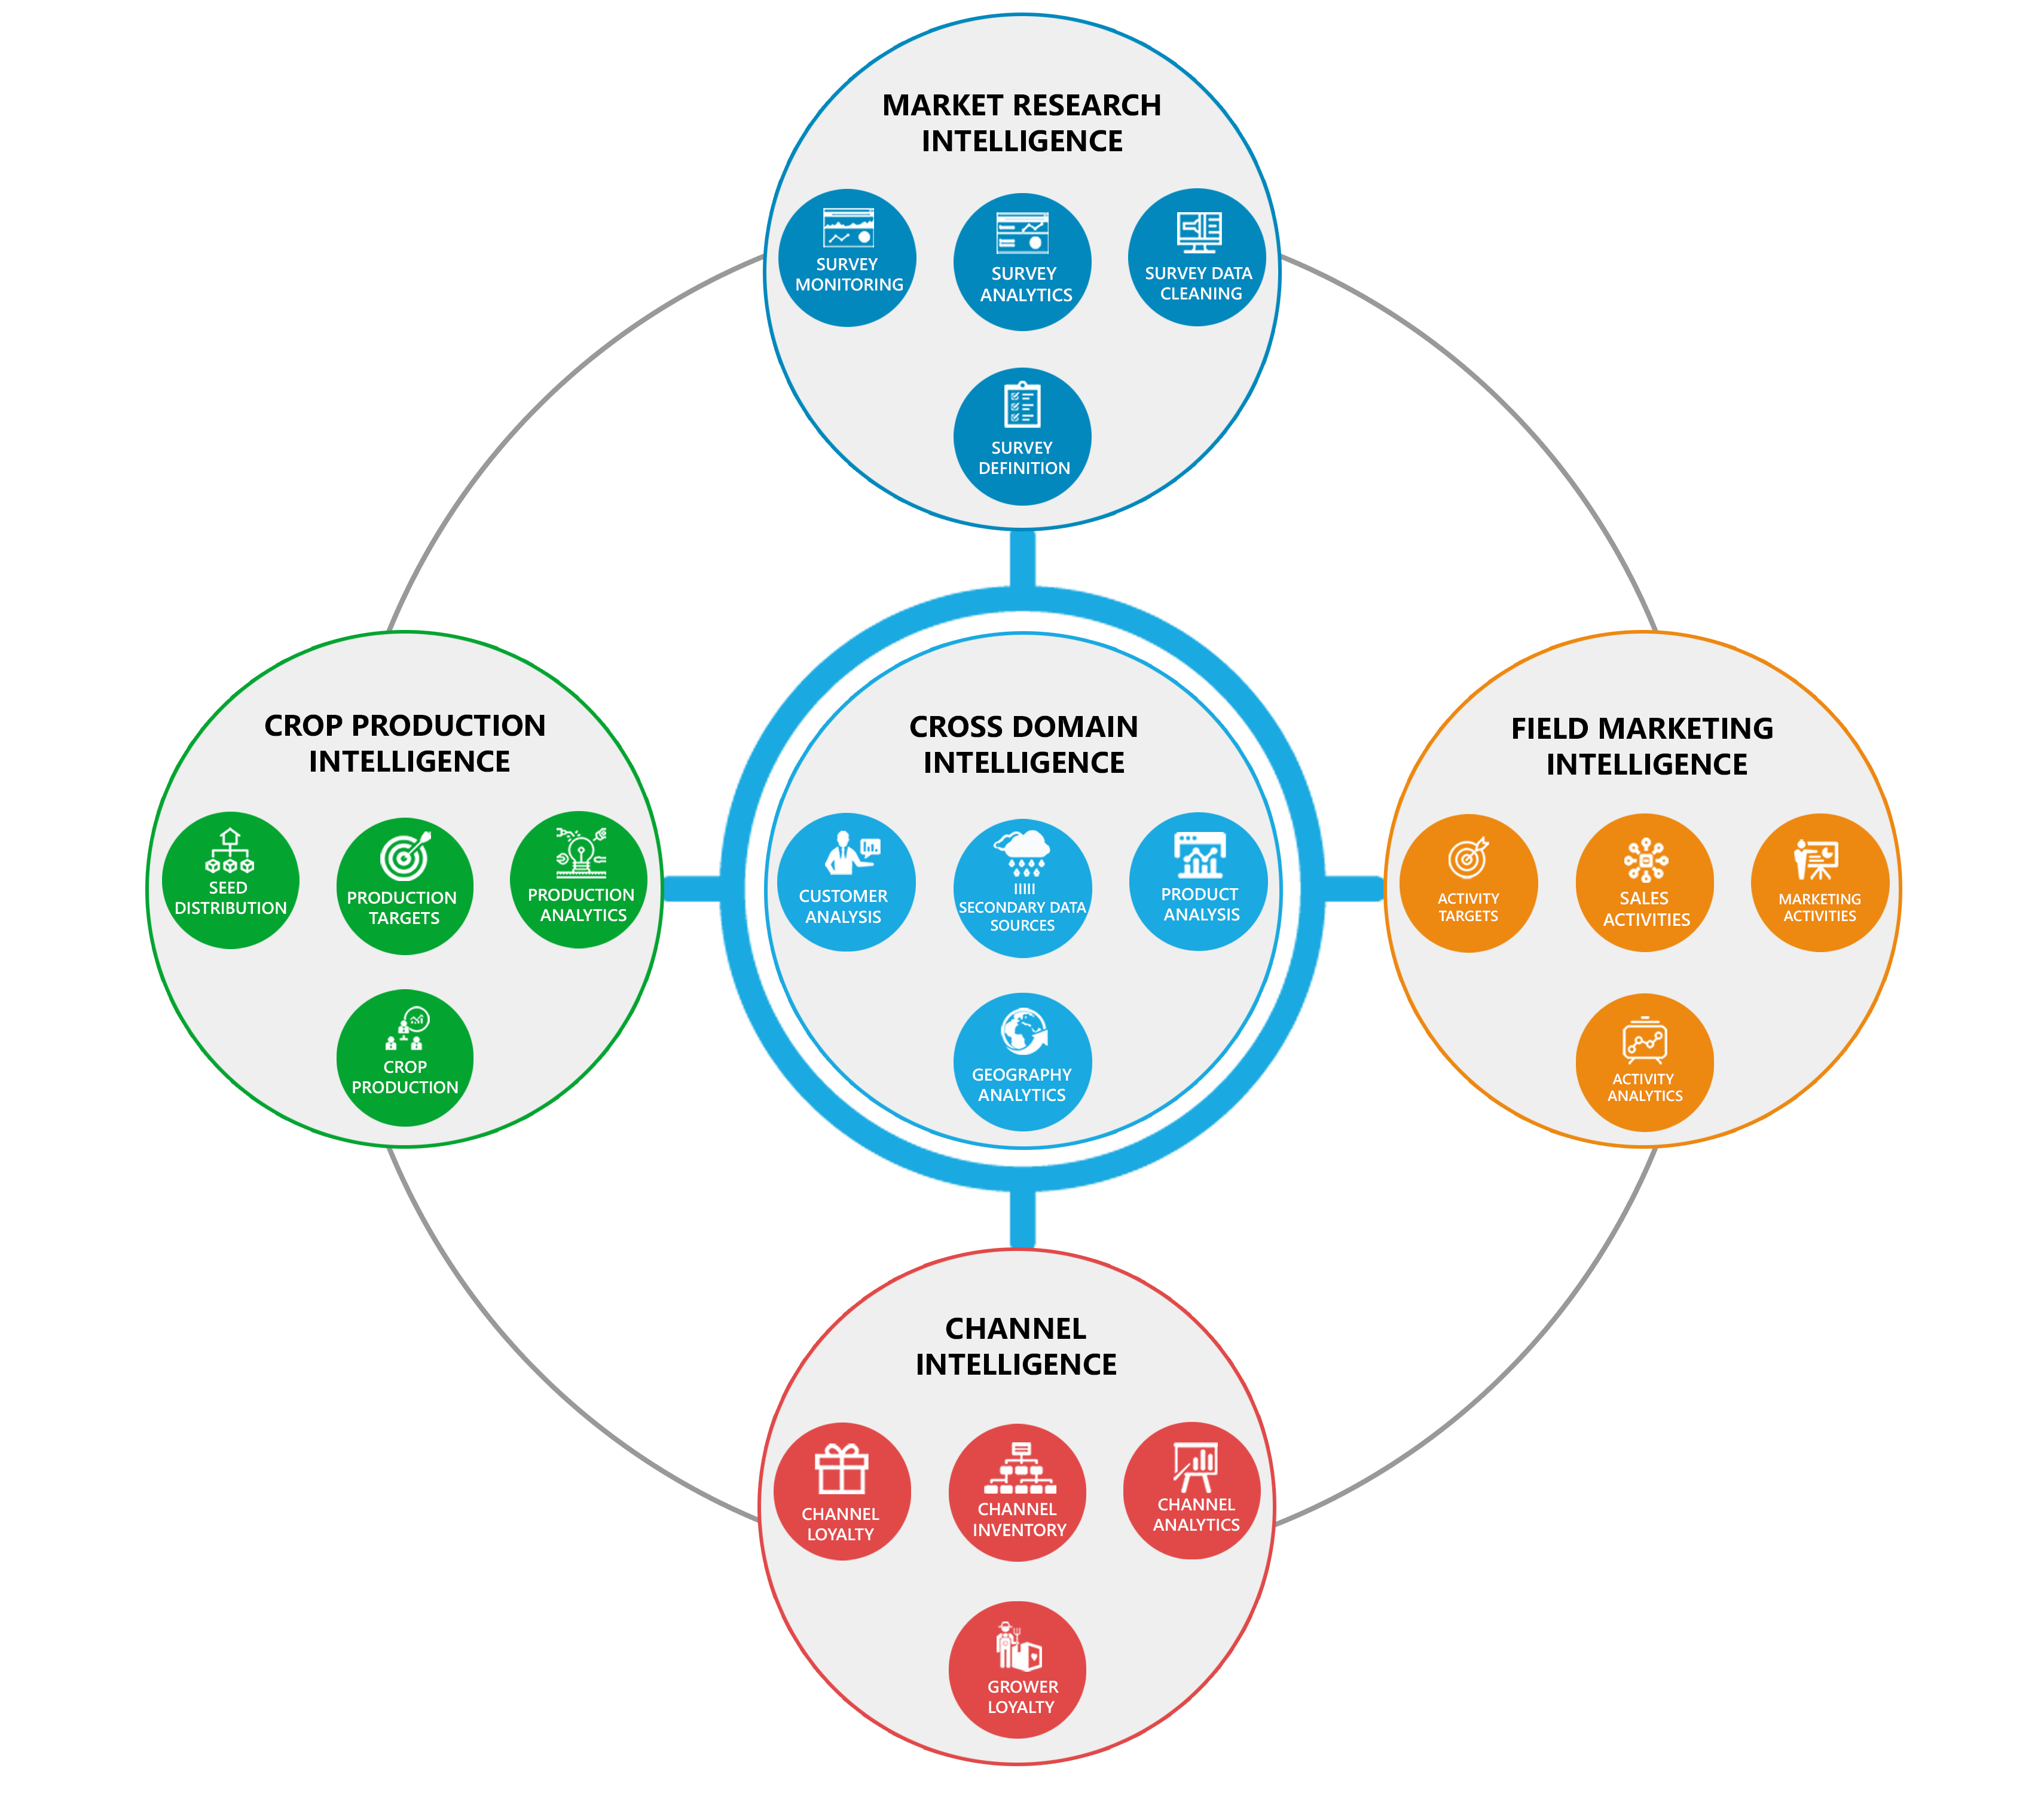 MARKET RESEARCH
INTELLIGENCE
SURVEY
MONITORING
SURVEY
ANALYTICS
SURVEY DATA
CLEANING
SURVEY
DEFINITION
CROP PRODUCTION
INTELLIGENCE
SEED
DISTRIBUTION
PRODUCTION
TARGETS
PRODUCTION
ANALYTICS
CROP
PRODUCTION
CROSS DOMAIN
INTELLIGENCE
CUSTOMER
ANALYSIS
SECONDARY DATA
SOURCES
PRODUCT
ANALYSIS
GEOGRAPHY
ANALYTICS
FIELD MARKETING
INTELLIGENCE
ACTIVITY
TARGETS
SALES
ACTIVITIES
MARKETING
ACTIVITIES
ACTIVITY
ANALYTICS
CHANNEL
INTELLIGENCE
CHANNEL
LOYALTY
CHANNEL
INVENTORY
CHANNEL
ANALYTICS
GROWER
LOYALTY